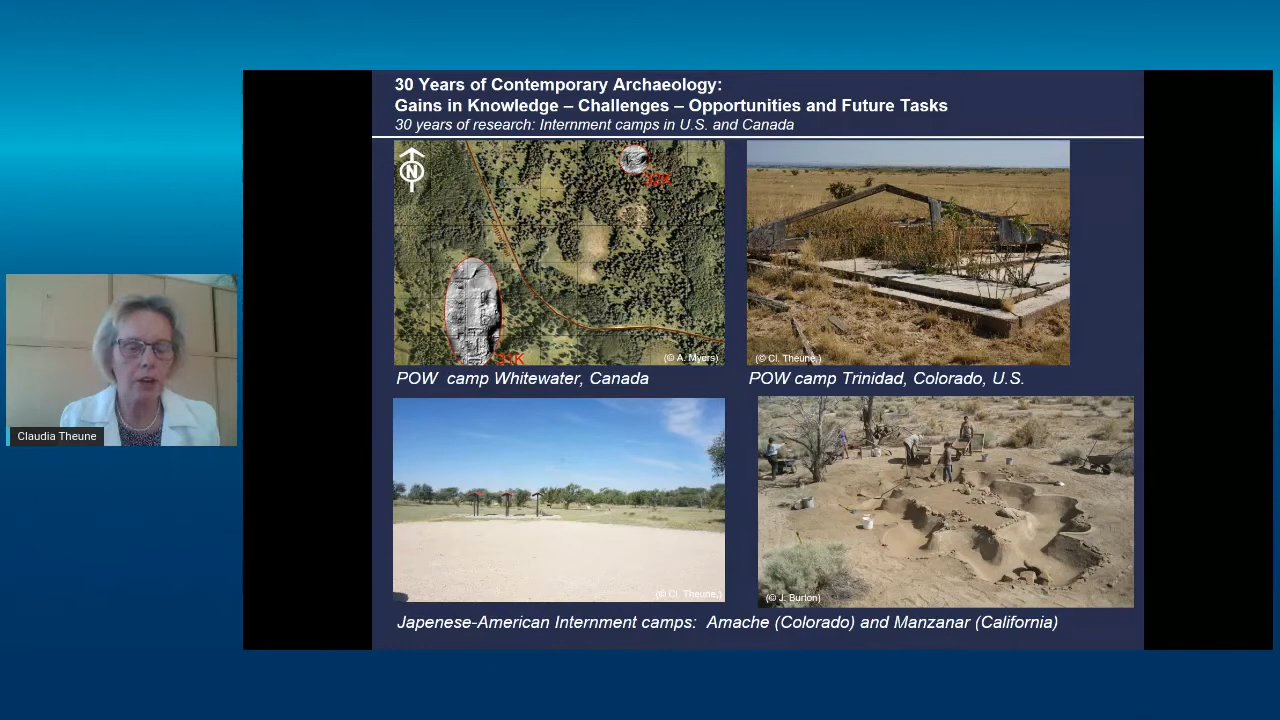 30 Years of Contemporary Archaeology:
Gains in Knowledge – Challenges – Opportunities and Future Tasks
30 years of research: Internment camps in U.S. and Canada
N
33K
31K
(© A. Myers)
(© Cl. Theune,)
POW camp Whitewater, Canada
POW camp Trinidad, Colorado, U.S.
Claudia Theune
(© Cl. Theune,)
(© J. Burton)
Japenese-American Internment camps: Amache (Colorado) and Manzanar (California)